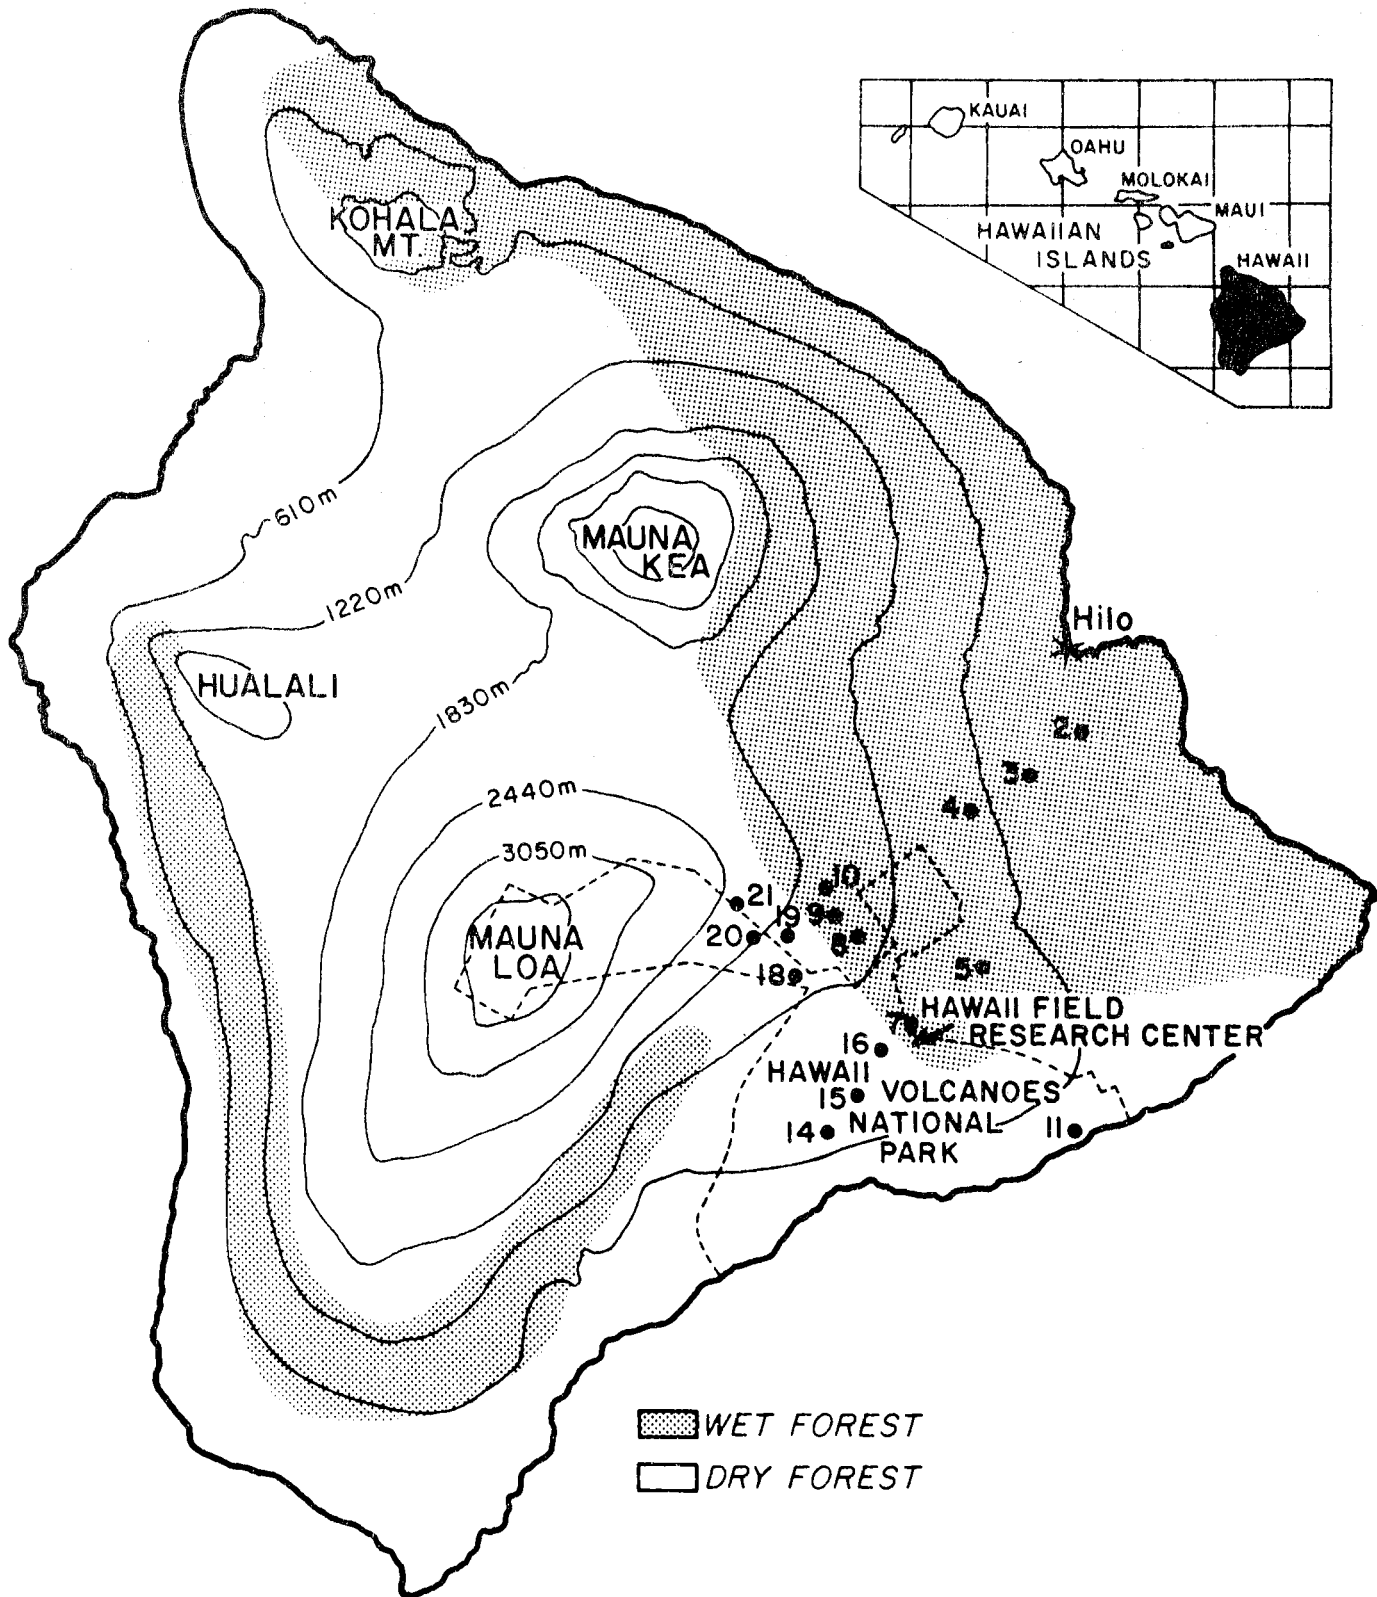 KAUAI
OAHU
MOLOKAI
MAUI
HAWAIIAN
ISLANDS
HAWAII
KOHALA
MT.
610m
MAUNA
KEA
1220m
Hilo
HUALALI
1830m
2
3
2440m
4
3050m
10
21
9
19
MAUNA
LOA
20
8
18
5
HAWAII FIELD
RESEARCH CENTER
7
16
HAWAII
VOLCANOES
15
NATIONAL
PARK
14
11
WET FOREST
DRY FOREST